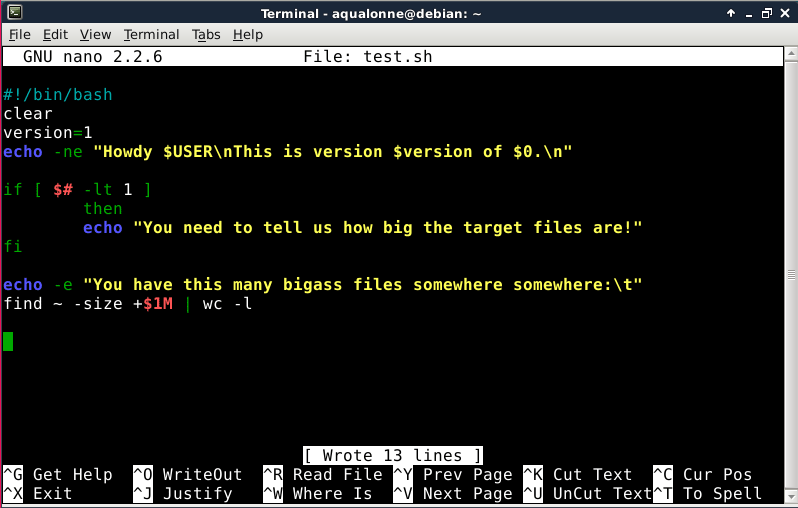 Terminal - aqualonne@debian: ~
File Edit View Terminal Tabs Help
GNU nano 2.2.6 File: test.sh
#!/bin/bash
clear
version=1
echo -ne "Howdy $USER\nThis is version $version of $0.\n"
if [ $# -lt 1 ]
then
echo "You need to tell us how big the target files are!"
fi
echo -e "You have this many bigass files somewhere somewhere:\t"
find ~ -size +$1M | wc -l
[ Wrote 13 lines ]
^G Get Help ^O WriteOut ^R Read File ^Y Prev Page ^K Cut Text ^C Cur Pos
^X Exit ^J Justify ^W Where Is ^V Next Page ^U UnCut Text ^T To Spell